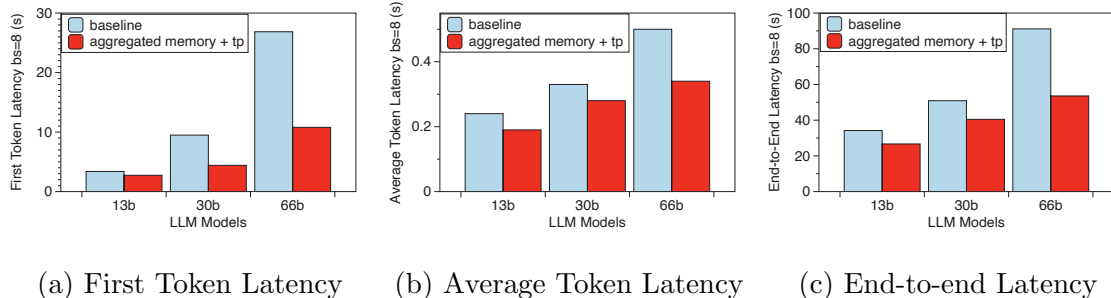 First Token Latency bs=8 (s)
30
20
10
0
baseline
aggregated memory + tp
13b 30b 66b
LLM Models
(a) First Token Latency
Average Token Latency bs=8 (s)
0.4
0.2
0
baseline
aggregated memory + tp
13b 30b 66b
LLM Models
(b) Average Token Latency
End-to-End Latency bs=8 (s)
100
80
60
40
20
0
baseline
aggregated memory + tp
13b 30b 66b
LLM Models
(c) End-to-end Latency